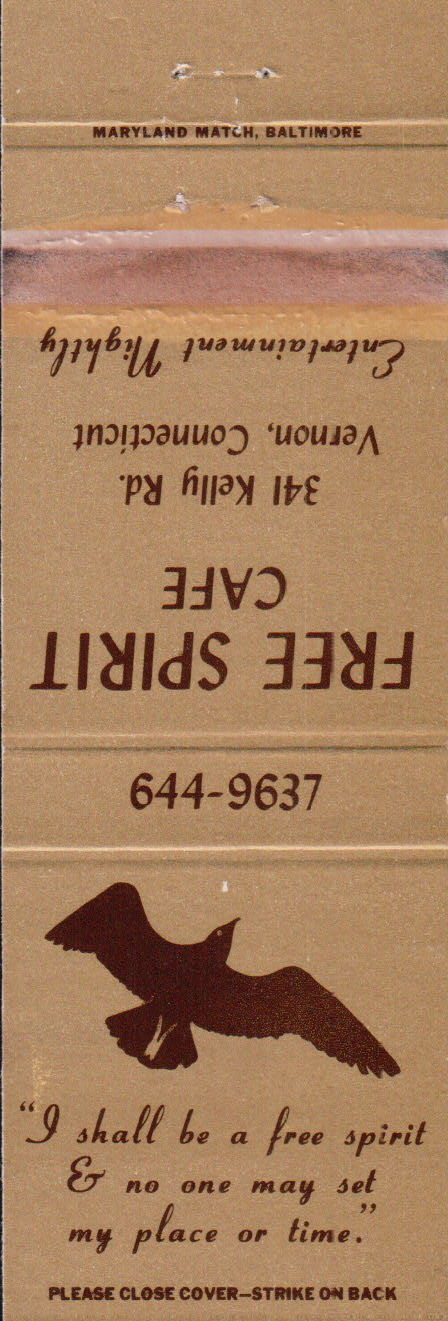 MARYLAND MATCH, BALTIMORE
FREE SPIRIT
CAFE
341 Kelly Rd.
Vernon, Connecticut
Entertainment Nightly
644-9637
“I shall be a free spirit
& no one may set
my place or time.”
PLEASE CLOSE COVER—STRIKE ON BACK